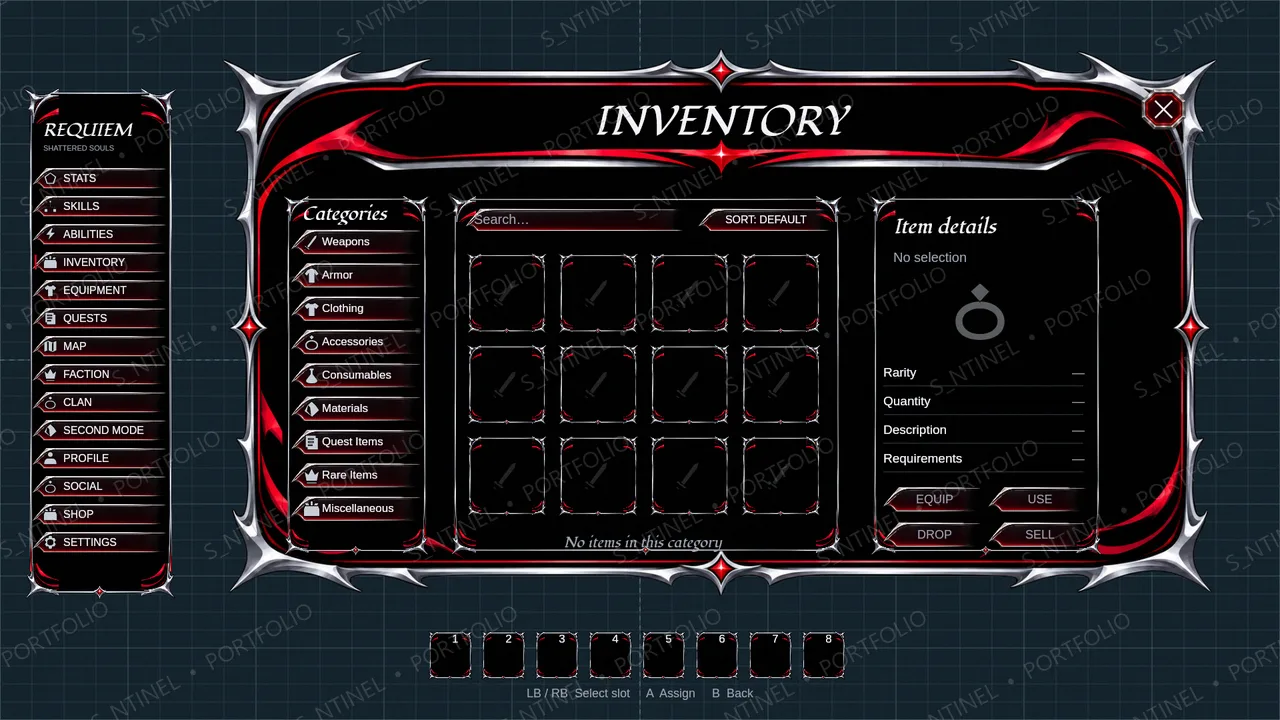 REQUIEM
SHATTERED SOULS
STATS
SKILLS
ABILITIES
INVENTORY
EQUIPMENT
QUESTS
MAP
FACTION
CLAN
SECOND MODE
PROFILE
SOCIAL
SHOP
SETTINGS
INVENTORY
Categories
Weapons
Armor
Clothing
Accessories
Consumables
Materials
Quest Items
Rare Items
Miscellaneous
Search...
SORT: DEFAULT
No items in this category
Item details
No selection
Rarity —
Quantity —
Description —
Requirements —
EQUIP USE
DROP SELL
1 2 3 4 5 6 7 8
LB / RB Select slot A Assign B Back
S_NTINEL • PORTFOLIO